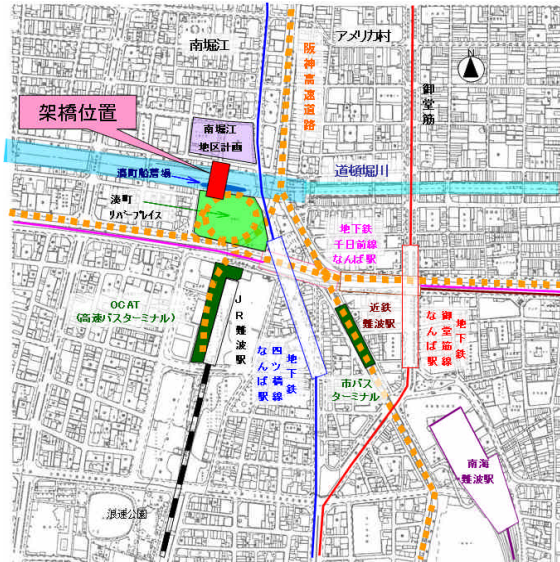 南堀江
阪神高速道路
アメリカ村
N
御堂筋
架橋位置
南堀江
地区計画
湊町船着場
道頓堀川
湊町
リバープレイス
地下鉄
千日前線
なんば駅
OCAT
(高速バスターミナル)
JR難波駅
地下鉄
四ツ橋線
なんば駅
近鉄
難波駅
地下鉄
御堂筋線
なんば駅
市バス
ターミナル
南海
難波駅
浪速公園